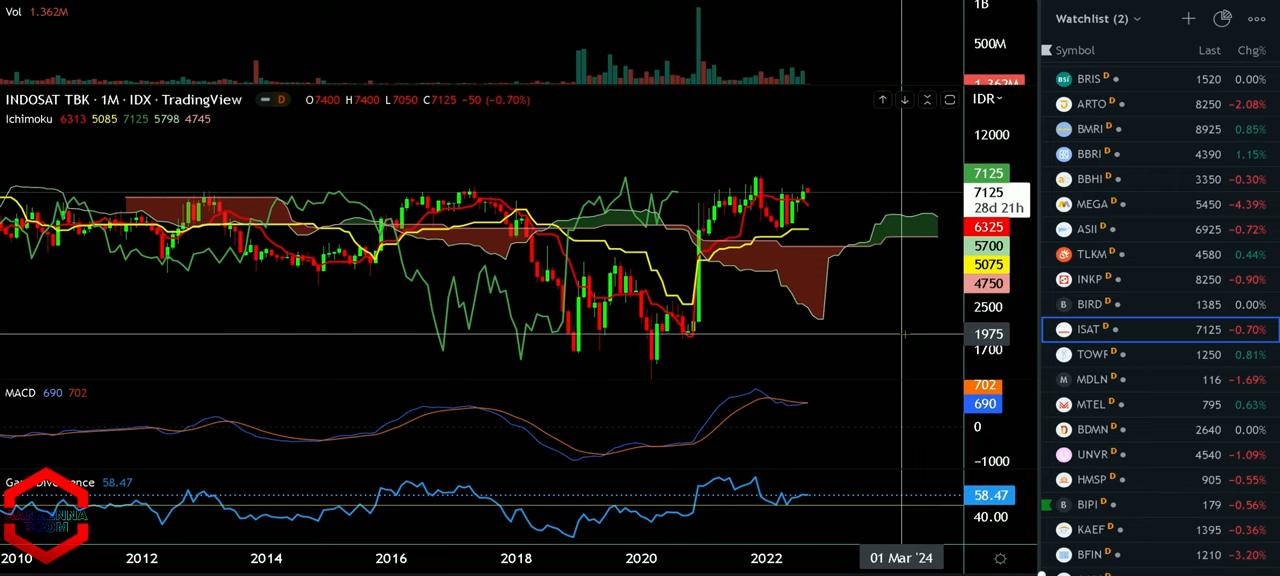 Vol 1.362M
1B
500M
1.362M
INDOSAT TBK · 1M · IDX · TradingView D O7400 H7400 L7050 C7125 -50 (-0.70%)
Ichimoku 6313 5085 7125 5798 4745
IDR
12000
7125
7125
28d 21h
6325
5700
5075
4750
2500
1975
1700
MACD 690 702
702
690
0
-1000
Divergence 58.47
58.47
40.00
2010 2012 2014 2016 2018 2020 2022 01 Mar '24
Watchlist (2)
Symbol Last Chg%
BRIS D 1520 0.00%
ARTO D 8250 -2.08%
BMRI D 8925 0.85%
BBRI D 4390 1.15%
BBHI D 3350 -0.30%
MEGA D 5450 -4.39%
ASII D 6925 -0.72%
TLKM D 4580 0.44%
INKP D 8250 -0.90%
B BIRD D 1385 0.00%
ISAT D 7125 -0.70%
TOWR D 1250 0.81%
M MDLN D 116 -1.69%
MTEL D 795 0.63%
BDMN D 2640 0.00%
UNVR D 4540 -1.09%
HMSP D 905 -0.55%
B BIPI D 179 -0.56%
KAEF D 1395 -0.36%
BFIN D 1210 -3.20%